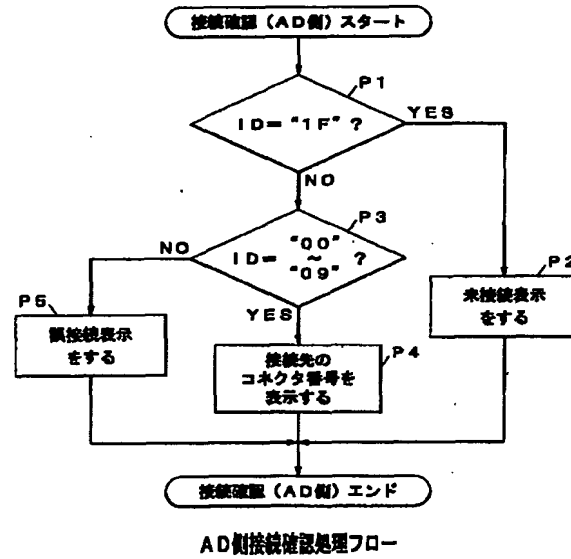 接続確認（AD側）スタート
P1
ID＝ "1F" ?
YES
NO
P3
ID＝ "00" ～ "09" ?
NO
YES
P2
未接続表示
をする
P5
誤接続表示
をする
P4
接続先の
コネクタ番号を
表示する
接続確認（AD側）エンド
AD側接続確認処理フロー